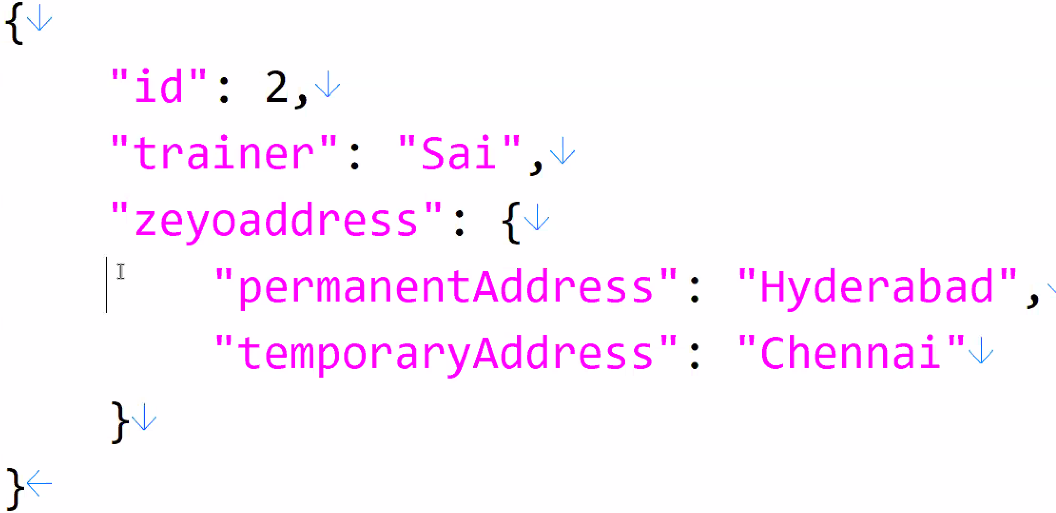 {
    "id": 2,
    "trainer": "Sai",
    "zeyoaddress": {
        "permanentAddress": "Hyderabad",
        "temporaryAddress": "Chennai"
    }
}